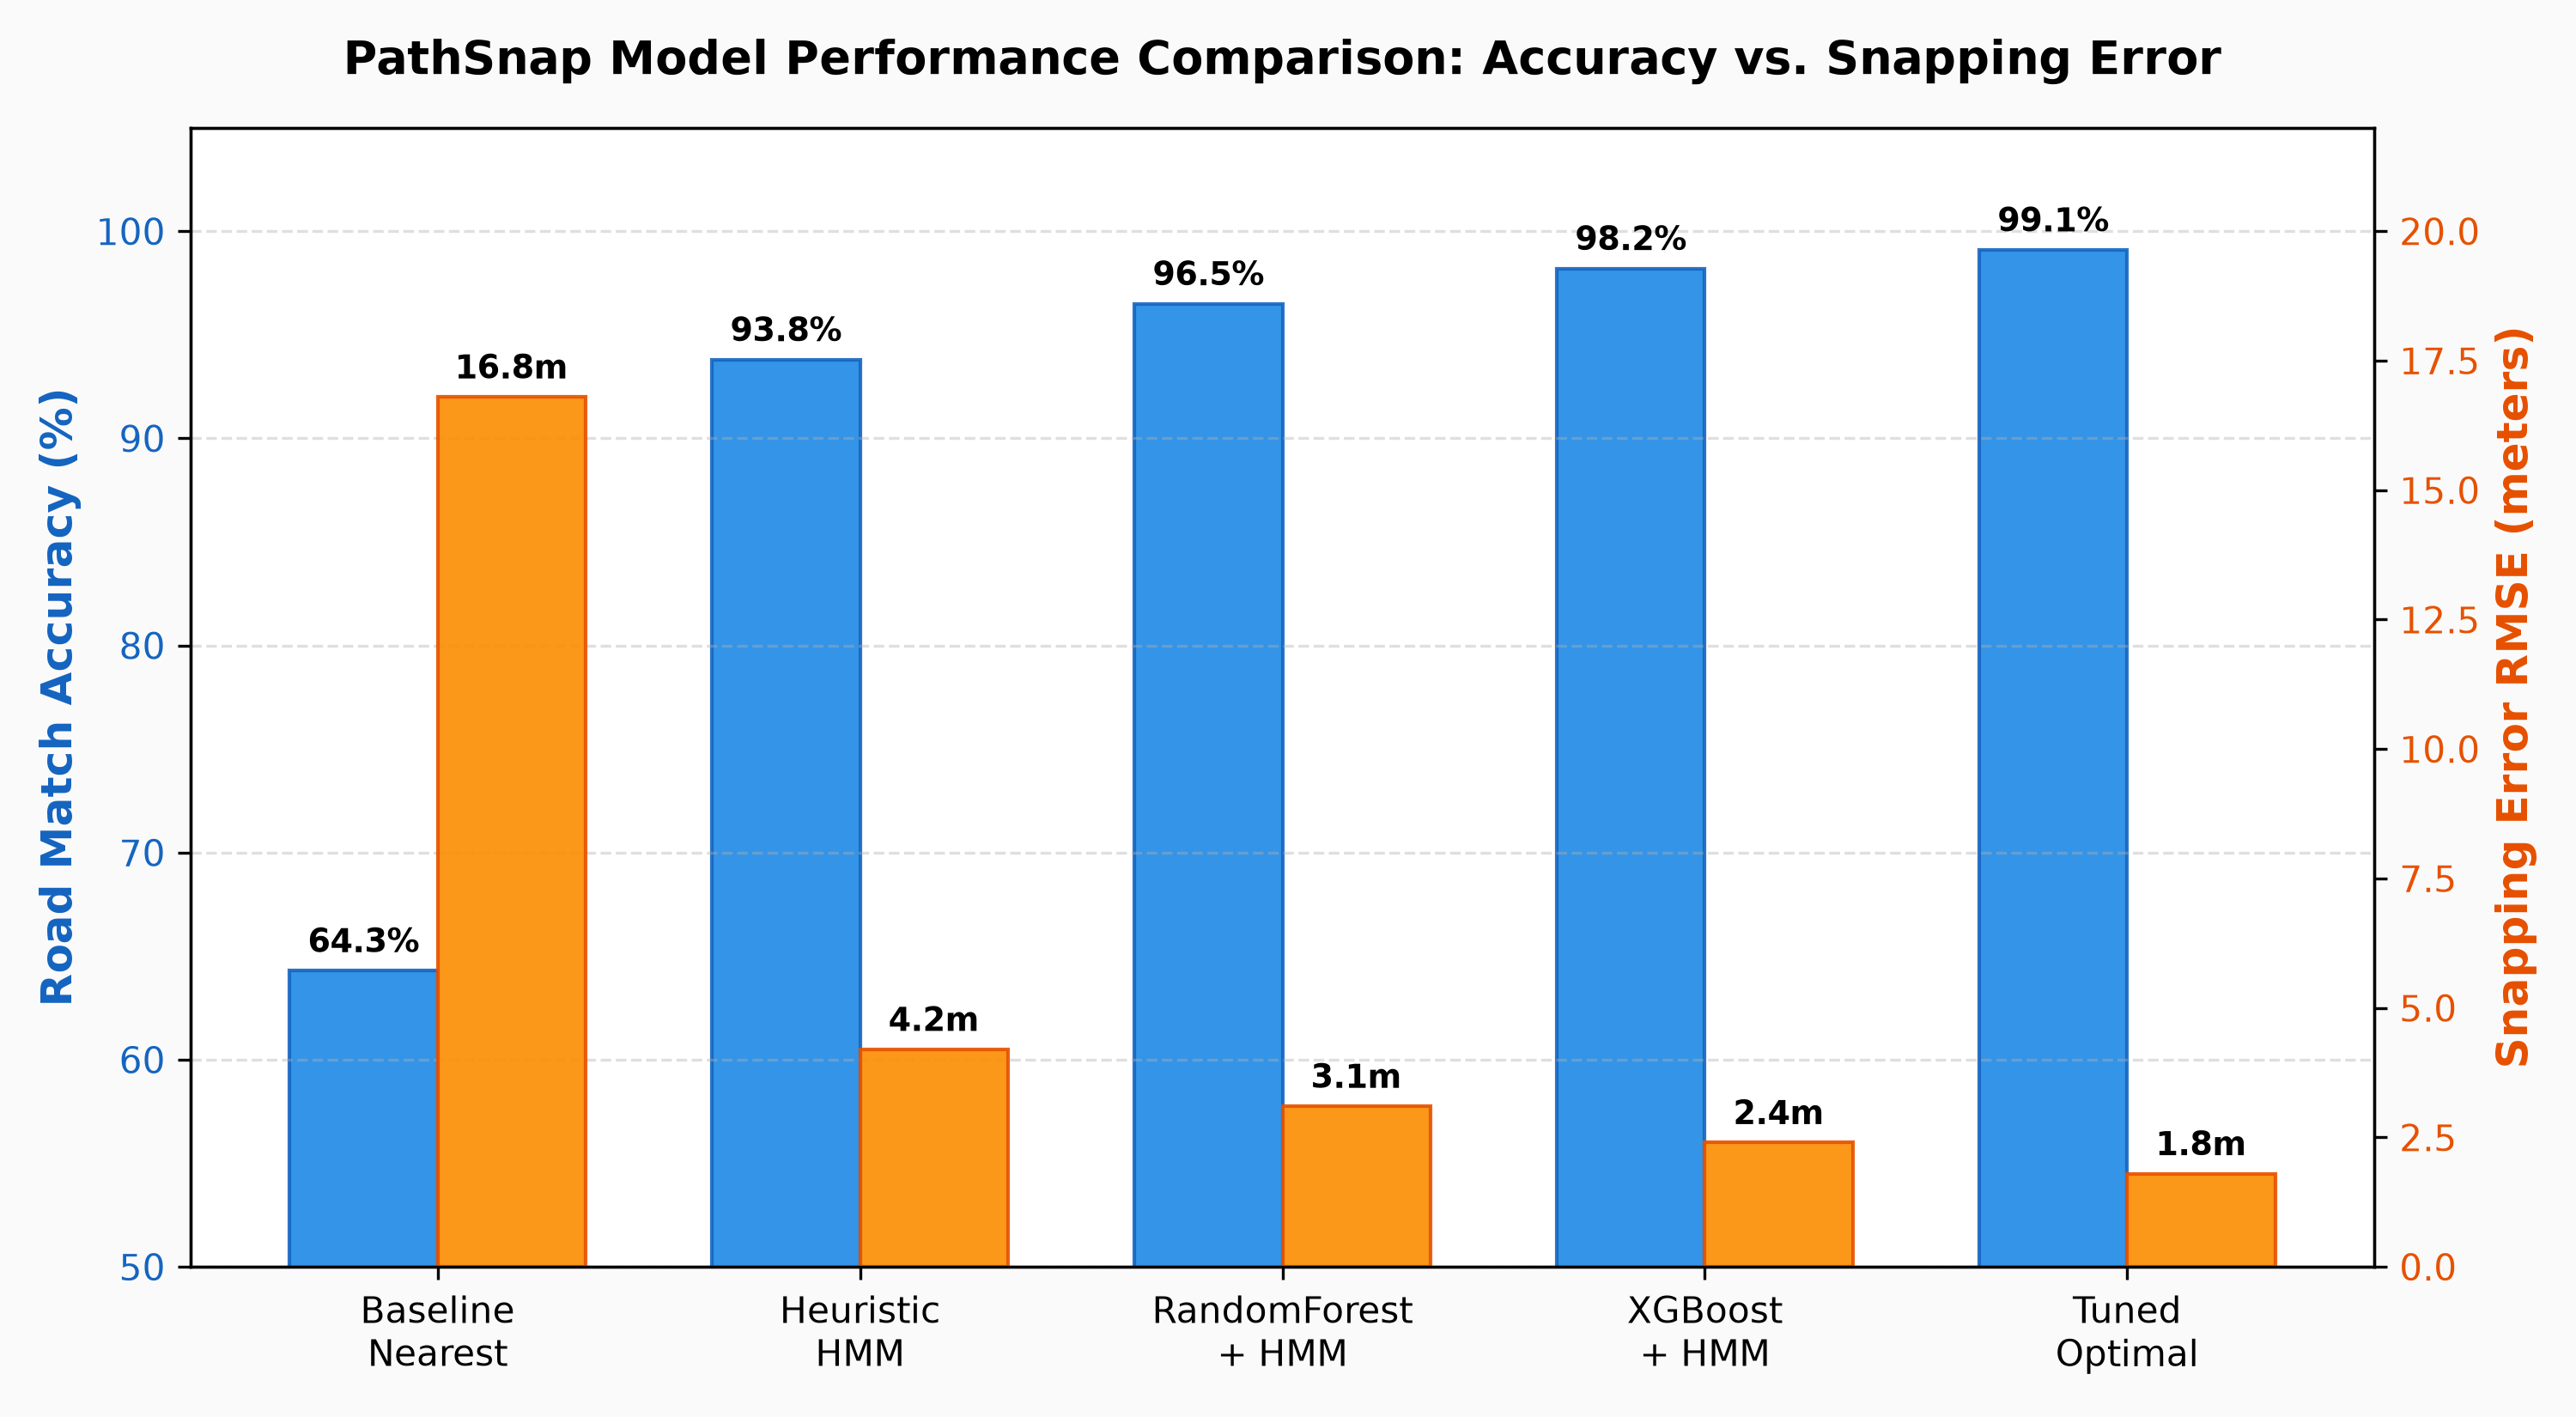 PathSnap Model Performance Comparison: Accuracy vs. Snapping Error
Road Match Accuracy (%)
100
90
80
70
60
50
64.3%
16.8m
93.8%
4.2m
96.5%
3.1m
98.2%
2.4m
99.1%
1.8m
20.0
17.5
15.0
12.5
10.0
7.5
5.0
2.5
0.0
Snapping Error RMSE (meters)
Baseline
Nearest
Heuristic
HMM
RandomForest
+ HMM
XGBoost
+ HMM
Tuned
Optimal